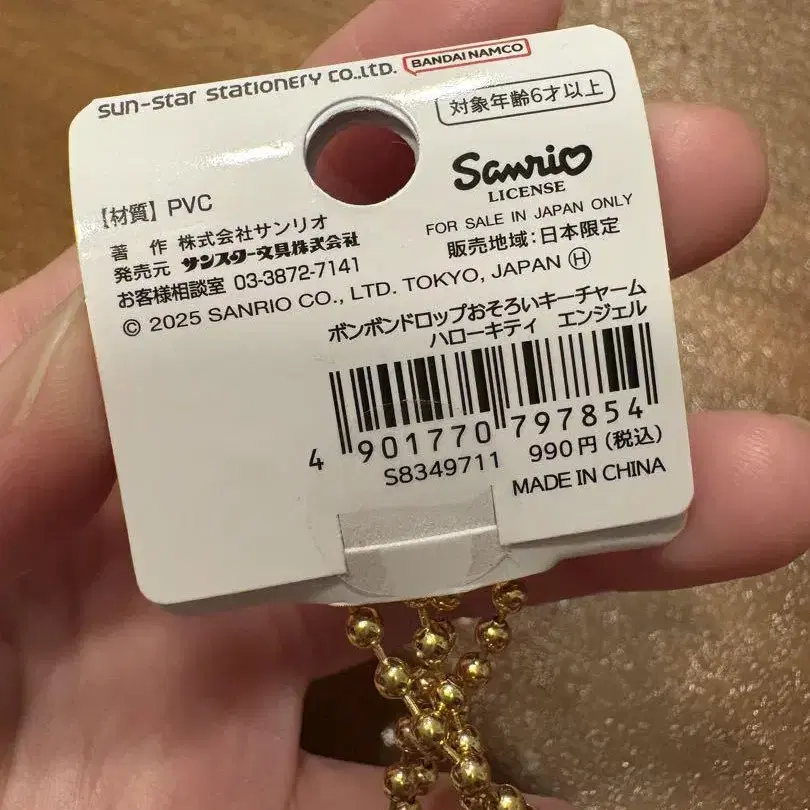 sun-star stationery CO.,LTD. BANDAI NAMCO
対象年齢6才以上
Sanrio
LICENSE
FOR SALE IN JAPAN ONLY
販売地域:日本限定
【材質】PVC
著 作 株式会社サンリオ
発売元 サンスター文具株式会社
お客様相談室 03-3872-7141
© 2025 SANRIO CO., LTD. TOKYO, JAPAN Ⓗ
ボンボンドロップおそろいキーチャーム
ハローキティ エンジェル
4 901770 797854
S8349711 990円(税込)
MADE IN CHINA